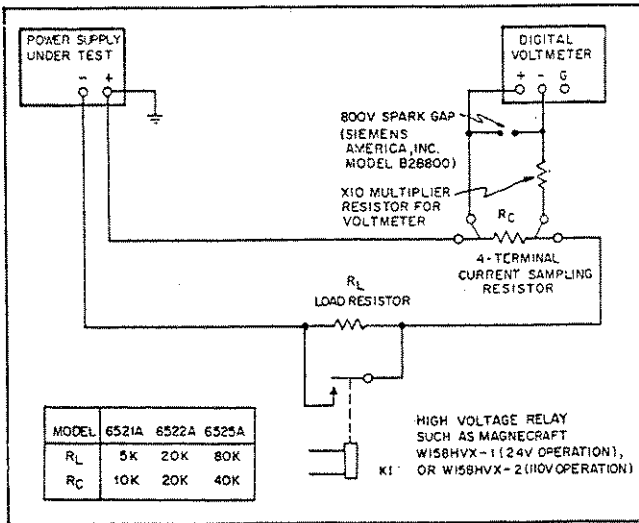 POWER SUPPLY
UNDER TEST
- +
DIGITAL
VOLTMETER
+ - G
800V SPARK GAP
(SIEMENS
AMERICA, INC.
MODEL B28800)
X10 MULTIPLIER
RESISTOR FOR
VOLTMETER
RC
4-TERMINAL
CURRENT SAMPLING
RESISTOR
RL
LOAD RESISTOR
MODEL 6521A 6522A 6525A
RL 5K 20K 80K
RC 10K 20K 40K
K1
HIGH VOLTAGE RELAY
SUCH AS MAGNECRAFT
W158HVX-1 (24V OPERATION),
OR W158HVX-2 (110V OPERATION)